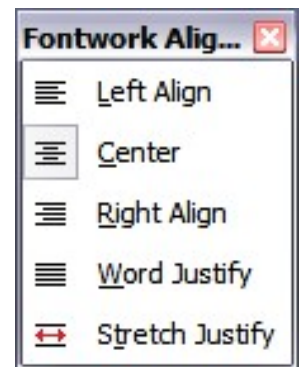 Fontwork Alig...
Left Align
Center
Right Align
Word Justify
Stretch Justify